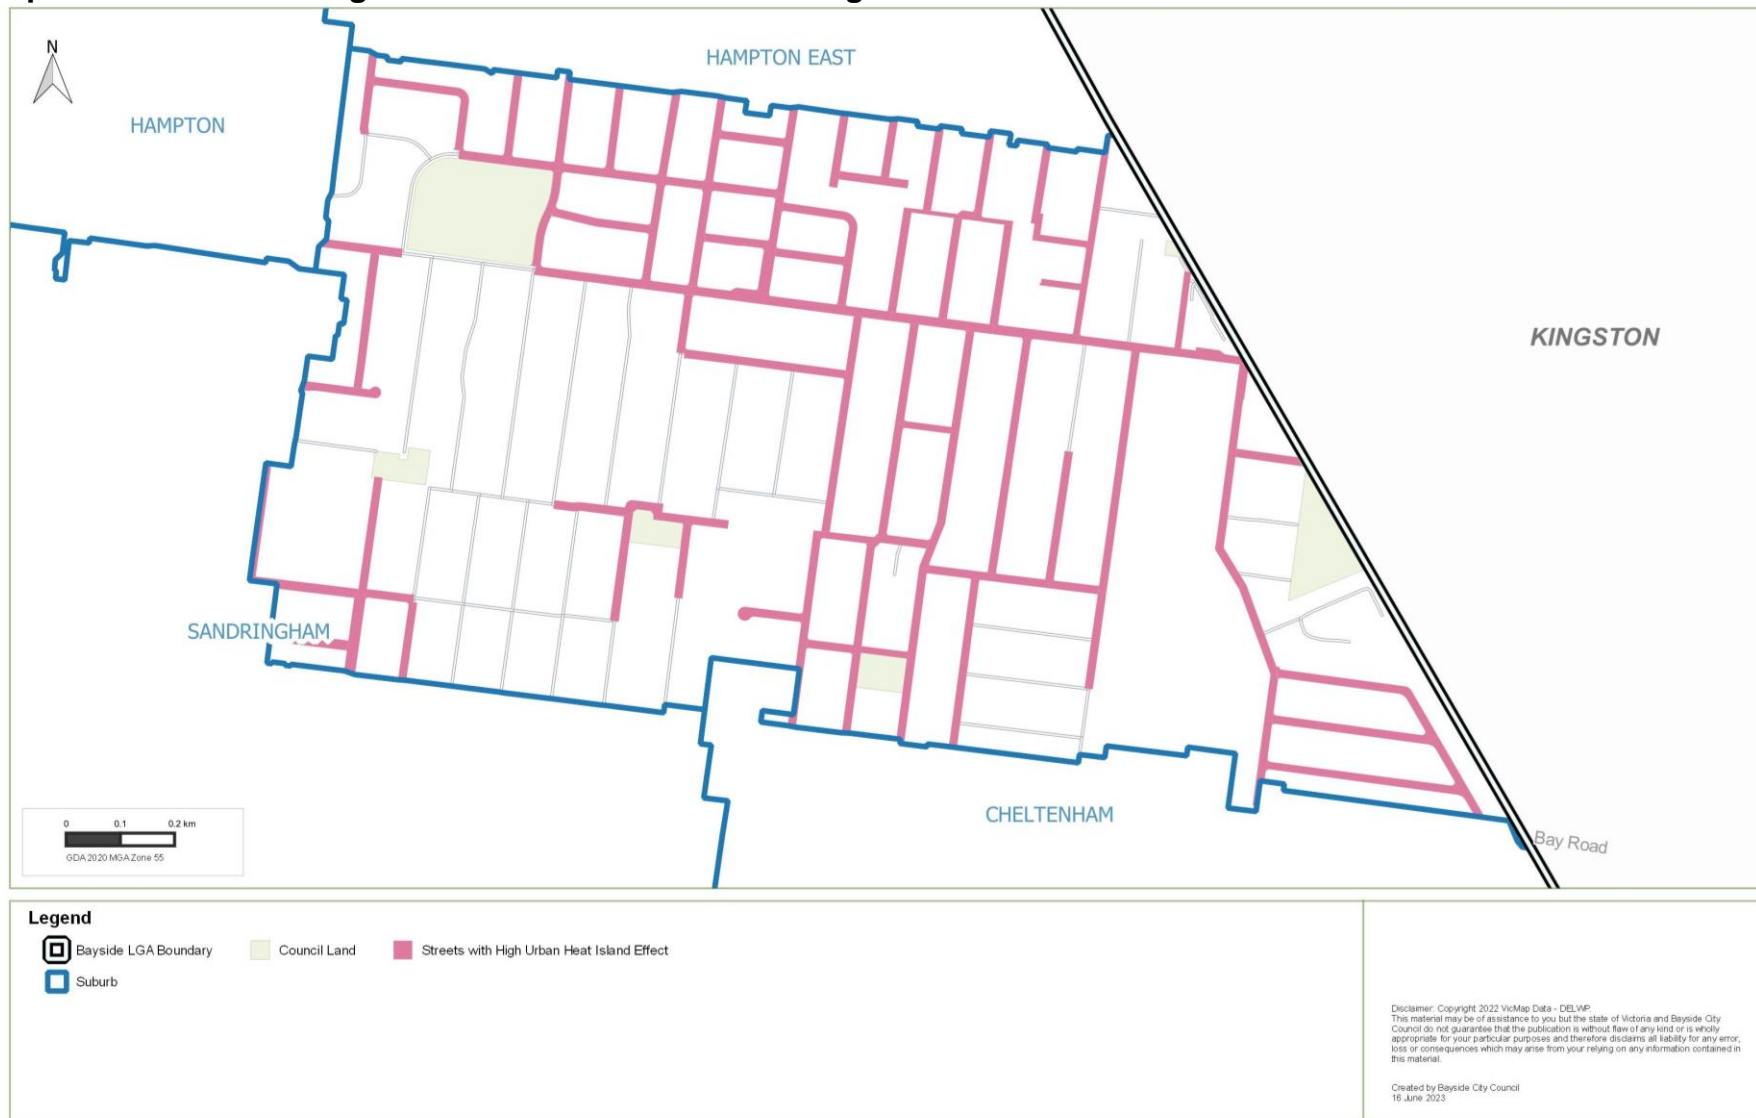 N
HAMPTON EAST
HAMPTON
KINGSTON
SANDRINGHAM
CHELTENHAM
Bay Road
0 0.1 0.2 km
GDA 2020 MGA Zone 55
Legend
Bayside LGA Boundary
Council Land
Streets with High Urban Heat Island Effect
Suburb
Disclaimer: Copyright 2022 VicMap Data - DELWP.
This material may be of assistance to you but the state of Victoria and Bayside City
Council do not guarantee that the publication is without flaw of any kind or is wholly
appropriate for your particular purposes and therefore disclaims all liability for any error,
loss or consequences which may arise from your relying on any information contained in
this material.
Created by Bayside City Council
16 June 2023